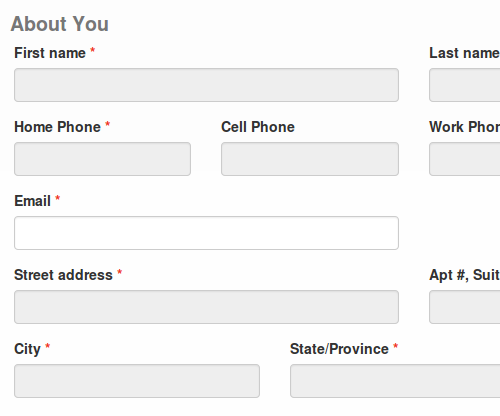 About You
First name * Last name
Home Phone * Cell Phone Work Phon
Email *
Street address * Apt #, Suit
City * State/Province *